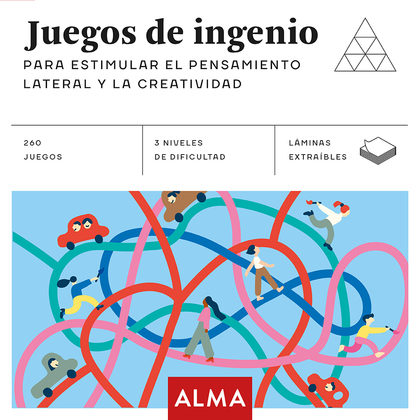 Juegos de ingenio
PARA ESTIMULAR EL PENSAMIENTO
LATERAL Y LA CREATIVIDAD
260
JUEGOS
3 NIVELES
DE DIFICULTAD
LÁMINAS
EXTRAÍBLES
ALMA